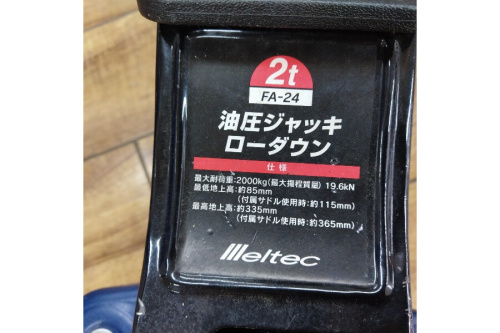 2t
FA-24
油圧ジャッキ
ローダウン
仕様
最大耐荷重:2000kg(最大揚程質量) 19.6kN
最低地上高:約85mm
(付属サドル使用時:約115mm)
最高地上高:約335mm
(付属サドル使用時:約365mm)
Meltec